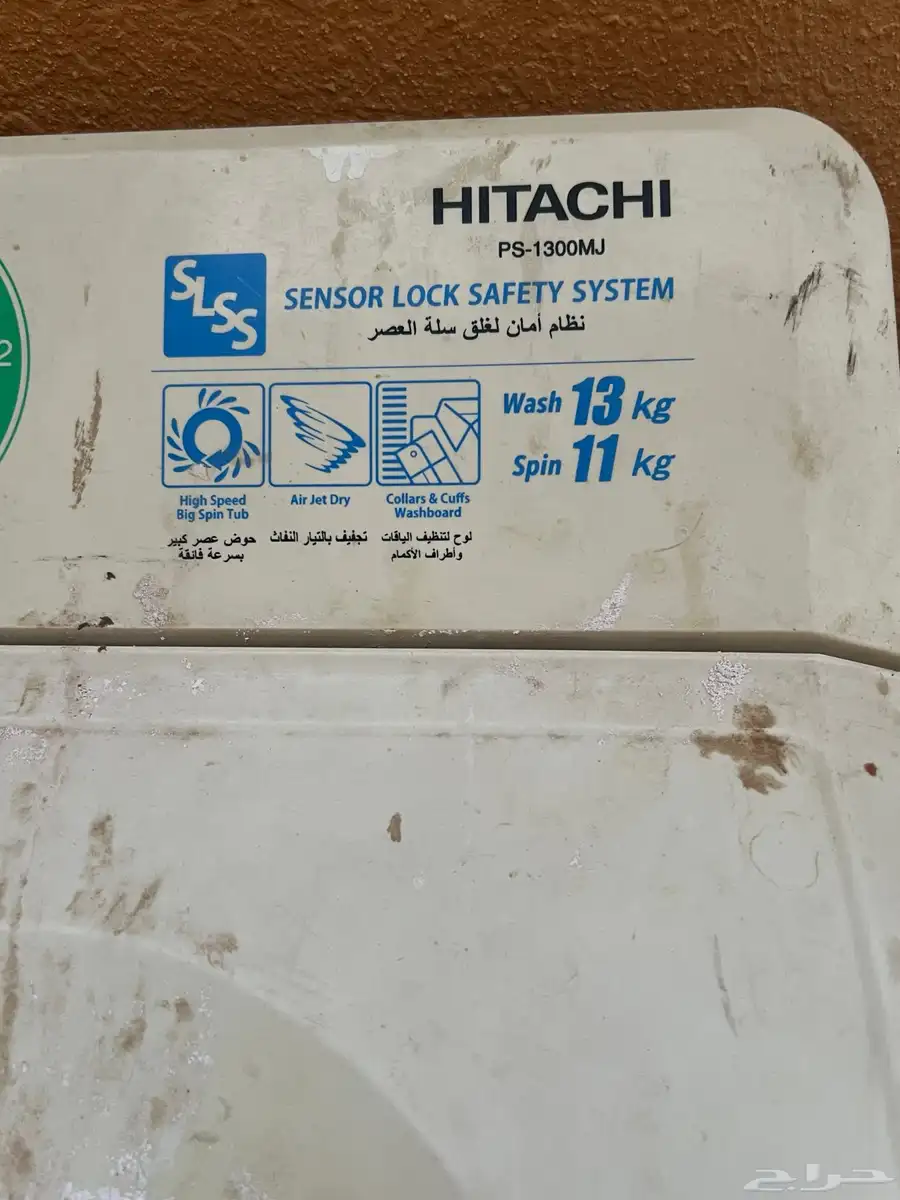 HITACHI
PS-1300MJ
SLSS
SENSOR LOCK SAFETY SYSTEM
نظام أمان لغلق سلة العصر
2
Wash 13 kg
Spin 11 kg
High Speed
Big Spin Tub
حوض عصر كبير
بسرعة فائقة
Air Jet Dry
تجفيف بالتيار النفاث
Collars & Cuffs
Washboard
لوح لتنظيف الياقات
وأطراف الأكمام
حراج